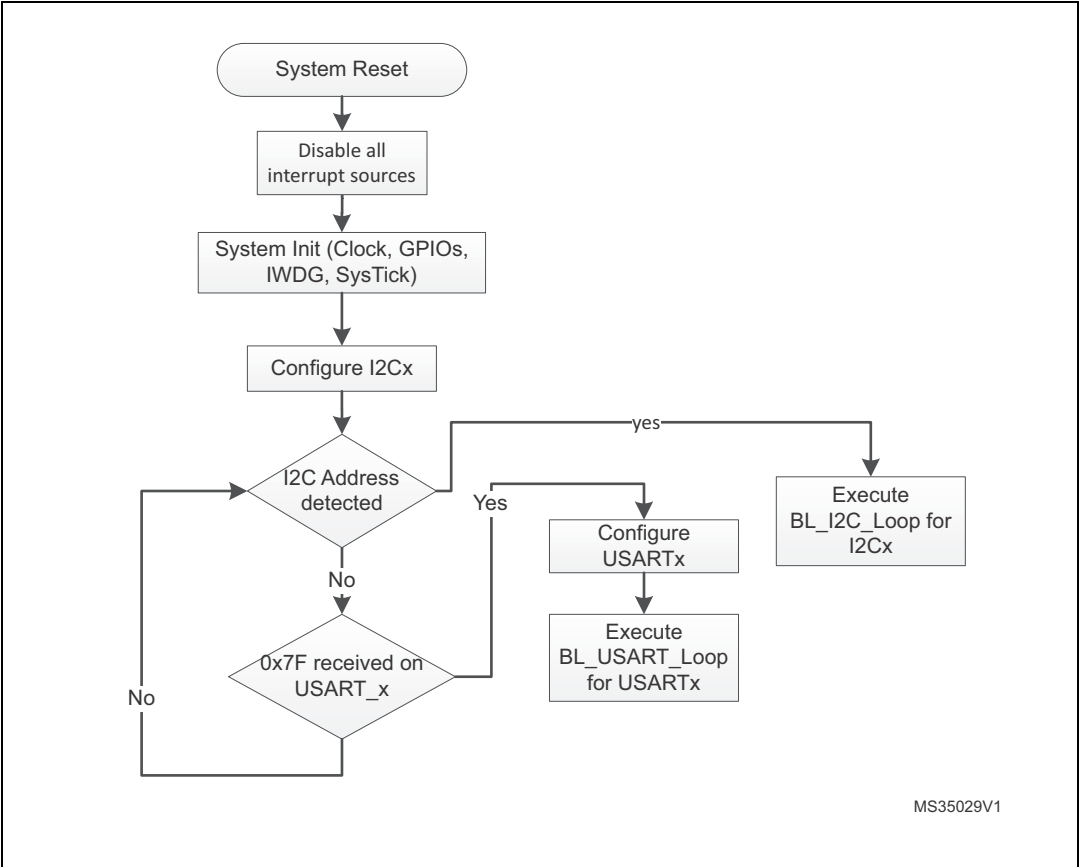 System Reset
Disable all
interrupt sources
System Init (Clock, GPIOs,
IWDG, SysTick)
Configure I2Cx
I2C Address
detected
yes
Execute
BL_I2C_Loop for
I2Cx
Yes
Configure
USARTx
No
0x7F received on
USART_x
Execute
BL_USART_Loop
for USARTx
No
MS35029V1